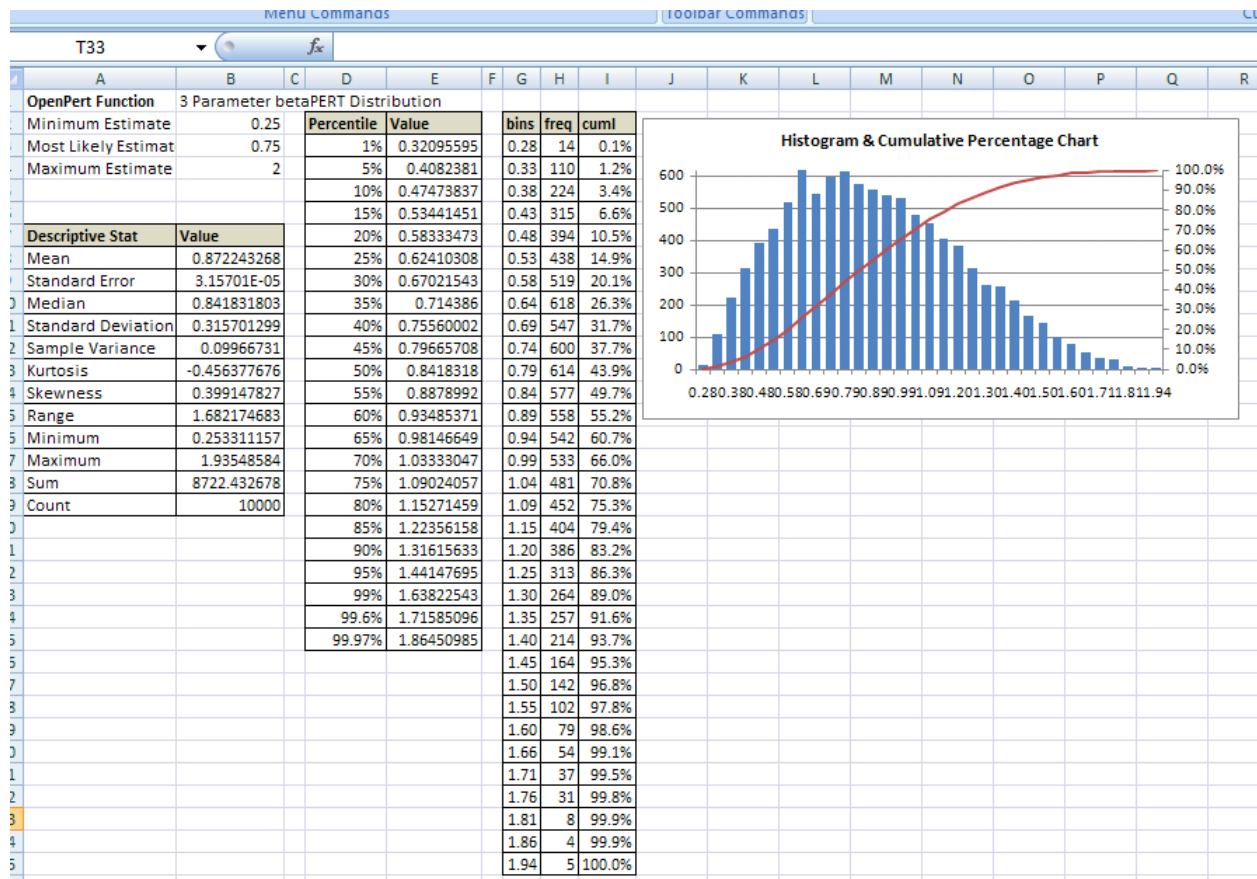 Menu Commands Toolbar Commands
T33 fx
A B C D E F G H I J K L M N O P Q R
OpenPert Function 3 Parameter betaPERT Distribution
Minimum Estimate 0.25 Percentile Value bins freq cuml
Most Likely Estimat 0.75 1% 0.32095595 0.28 14 0.1%
Maximum Estimate 2 5% 0.4082381 0.33 110 1.2%
10% 0.47473837 0.38 224 3.4%
15% 0.53441451 0.43 315 6.6%
Descriptive Stat Value 20% 0.58333473 0.48 394 10.5%
Mean 0.872243268 25% 0.62410308 0.53 438 14.9%
Standard Error 3.15701E-05 30% 0.67021543 0.58 519 20.1%
Median 0.841831803 35% 0.714386 0.64 618 26.3%
Standard Deviation 0.315701299 40% 0.75560002 0.69 547 31.7%
Sample Variance 0.09966731 45% 0.79665708 0.74 600 37.7%
Kurtosis -0.456377676 50% 0.8418318 0.79 614 43.9%
Skewness 0.399147827 55% 0.8878992 0.84 577 49.7%
Range 1.682174683 60% 0.93485371 0.89 558 55.2%
Minimum 0.253311157 65% 0.98146649 0.94 542 60.7%
Maximum 1.93548584 70% 1.03333047 0.99 533 66.0%
Sum 8722.432678 75% 1.09024057 1.04 481 70.8%
Count 10000 80% 1.15271459 1.09 452 75.3%
85% 1.22356158 1.15 404 79.4%
90% 1.31615633 1.20 386 83.2%
95% 1.44147695 1.25 313 86.3%
99% 1.63822543 1.30 264 89.0%
99.6% 1.71585096 1.35 257 91.6%
99.97% 1.86450985 1.40 214 93.7%
1.45 164 95.3%
1.50 142 96.8%
1.55 102 97.8%
1.60 79 98.6%
1.66 54 99.1%
1.71 37 99.5%
1.76 31 99.8%
1.81 8 99.9%
1.86 4 99.9%
1.94 5 100.0%
Histogram & Cumulative Percentage Chart
600
500
400
300
200
100
0
100.0%
90.0%
80.0%
70.0%
60.0%
50.0%
40.0%
30.0%
20.0%
10.0%
0.0%
0.280.380.480.580.690.790.890.991.091.201.301.401.501.601.711.811.94